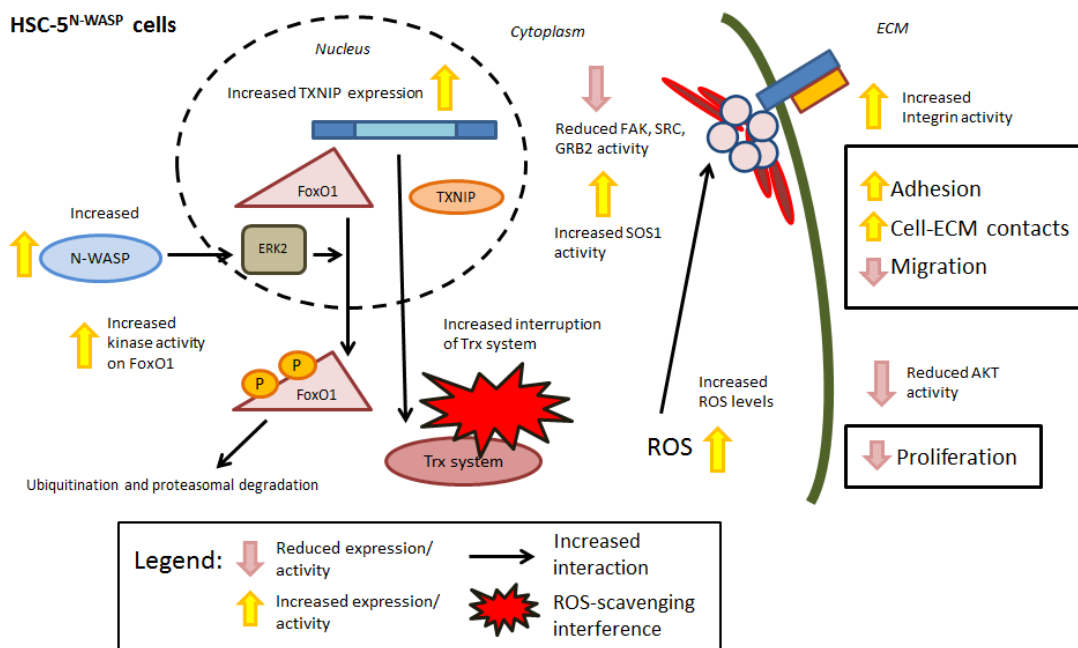 HSC-5N-WASP cells
Nucleus
Cytoplasm
ECM
Increased TXNIP expression
Reduced FAK, SRC,
GRB2 activity
Increased
Integrin activity
FoxO1
TXNIP
Increased
N-WASP
ERK2
Increased SOS1
activity
Adhesion
Cell-ECM contacts
Migration
Increased
kinase activity
on FoxO1
Increased interruption
of Trx system
P
P
FoxO1
Increased
ROS levels
Reduced AKT
activity
ROS
Trx system
Proliferation
Ubiquitination and proteasomal degradation
Legend:
Reduced expression/
activity
Increased
interaction
Increased expression/
activity
ROS-scavenging
interference